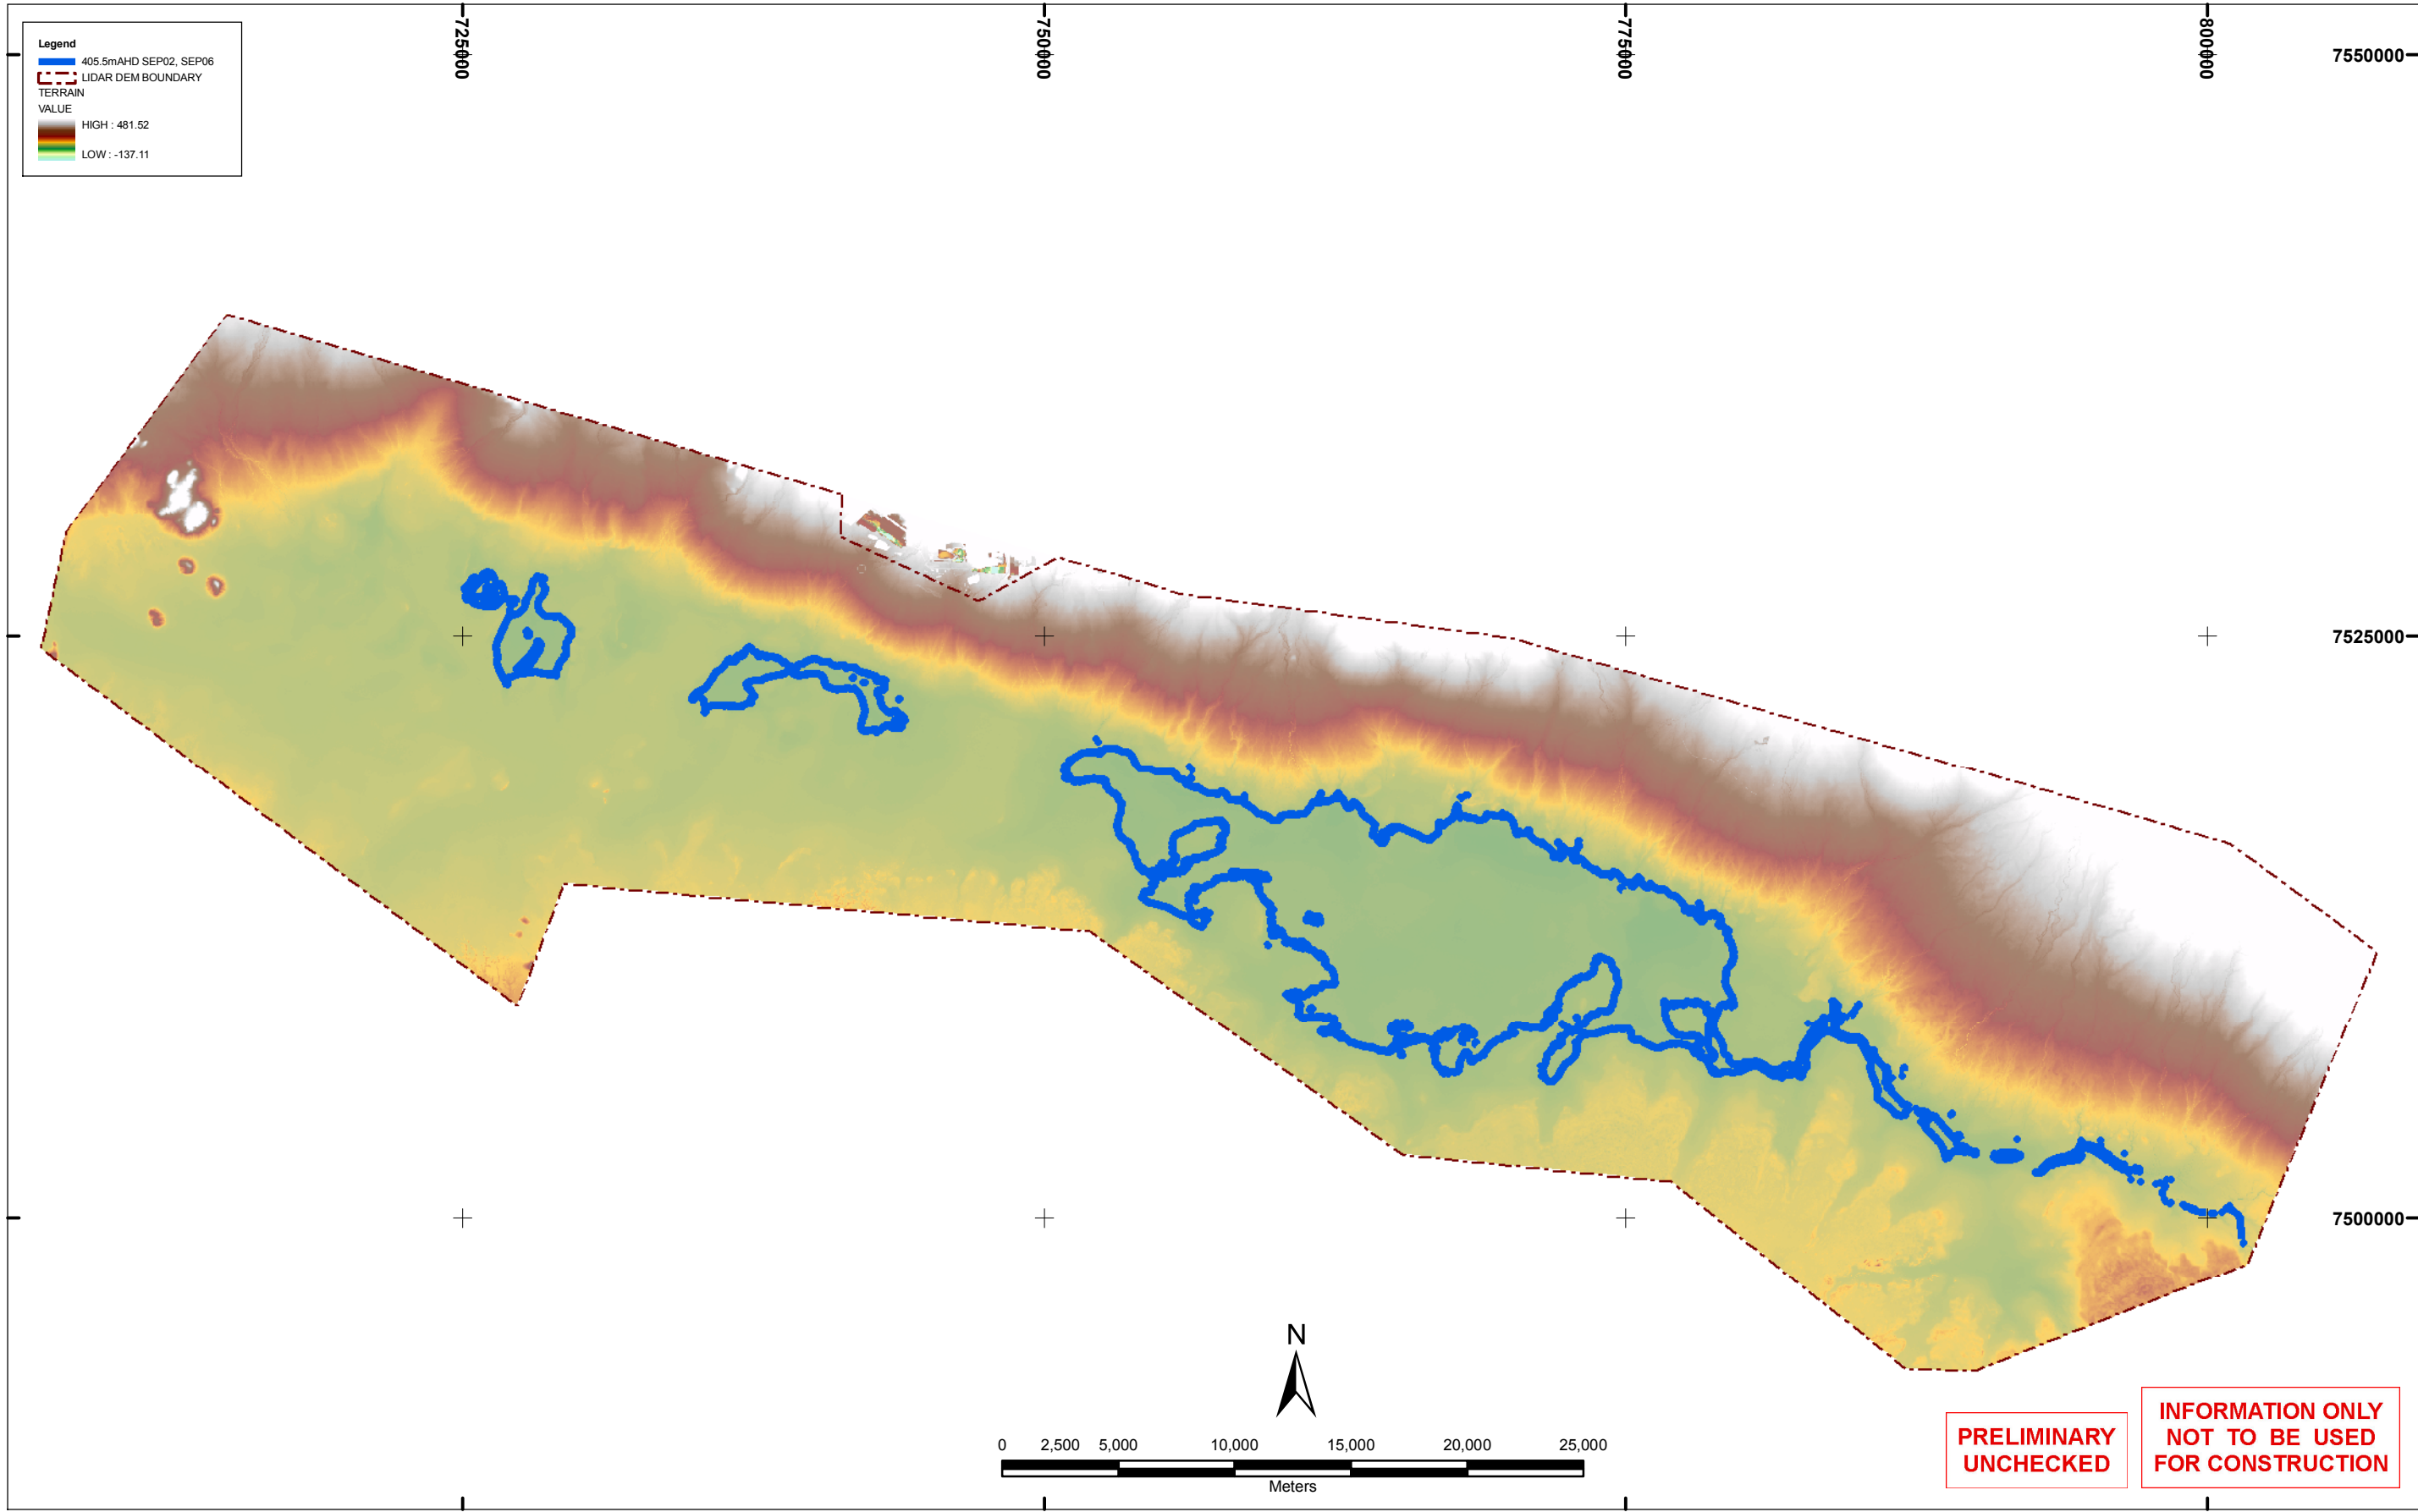 725000
750000
775000
800000
7550000
Legend
405.5mAHD SEP02, SEP06
LIDAR DEM BOUNDARY
TERRAIN
VALUE
HIGH : 481.52
LOW : -137.11
7525000
7500000
N
0 2,500 5,000 10,000 15,000 20,000 25,000
Meters
PRELIMINARY
UNCHECKED
INFORMATION ONLY
NOT TO BE USED
FOR CONSTRUCTION